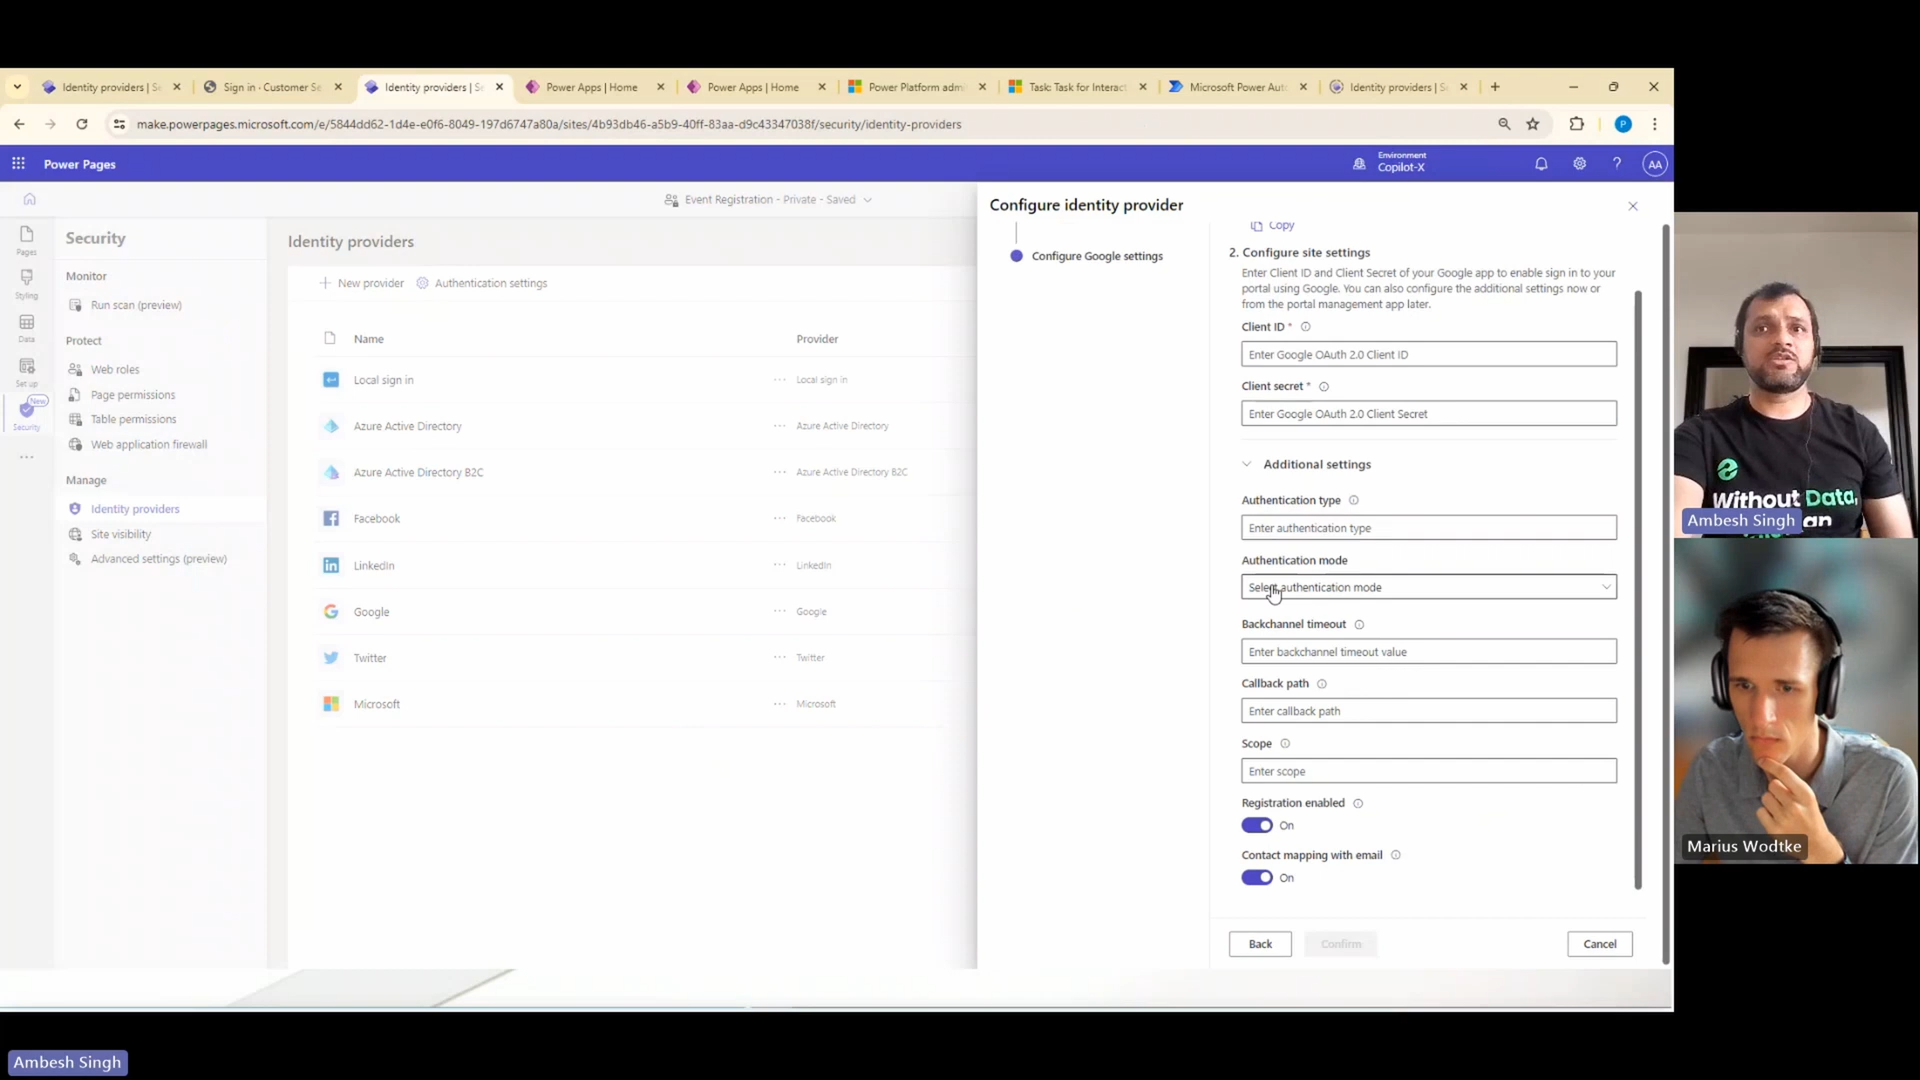 Identity providers | Se
Sign in · Customer Se
Identity providers | Se
Power Apps | Home
Power Apps | Home
Power Platform adm
Task: Task for Interact
Microsoft Power Auto
Identity providers | Se
make.powerpages.microsoft.com/e/5844dd62-1d4e-e0f6-8049-197d6747a80a/sites/4b93db46-a5b9-40ff-83aa-d9c43347038f/security/identity-providers
P
Power Pages
Environment
Copilot-X
?
AA
Event Registration - Private - Saved
Pages
Styling
Data
Set up
New
Security
Security
Monitor
Run scan (preview)
Protect
Web roles
Page permissions
Table permissions
Web application firewall
Manage
Identity providers
Site visibility
Advanced settings (preview)
Identity providers
New provider
Authentication settings
Name
Provider
Local sign in
Local sign in
Azure Active Directory
Azure Active Directory
Azure Active Directory B2C
Azure Active Directory B2C
Facebook
Facebook
LinkedIn
LinkedIn
Google
Google
Twitter
Twitter
Microsoft
Microsoft
Configure identity provider
Configure Google settings
Copy
2. Configure site settings
Enter Client ID and Client Secret of your Google app to enable sign in to your
portal using Google. You can also configure the additional settings now or
from the portal management app later.
Client ID *
Enter Google OAuth 2.0 Client ID
Client secret *
Enter Google OAuth 2.0 Client Secret
Additional settings
Authentication type
Enter authentication type
Authentication mode
Select authentication mode
Backchannel timeout
Enter backchannel timeout value
Callback path
Enter callback path
Scope
Enter scope
Registration enabled
On
Contact mapping with email
On
Back
Confirm
Cancel
Without Data,
an
Ambesh Singh
Marius Wodtke
Ambesh Singh